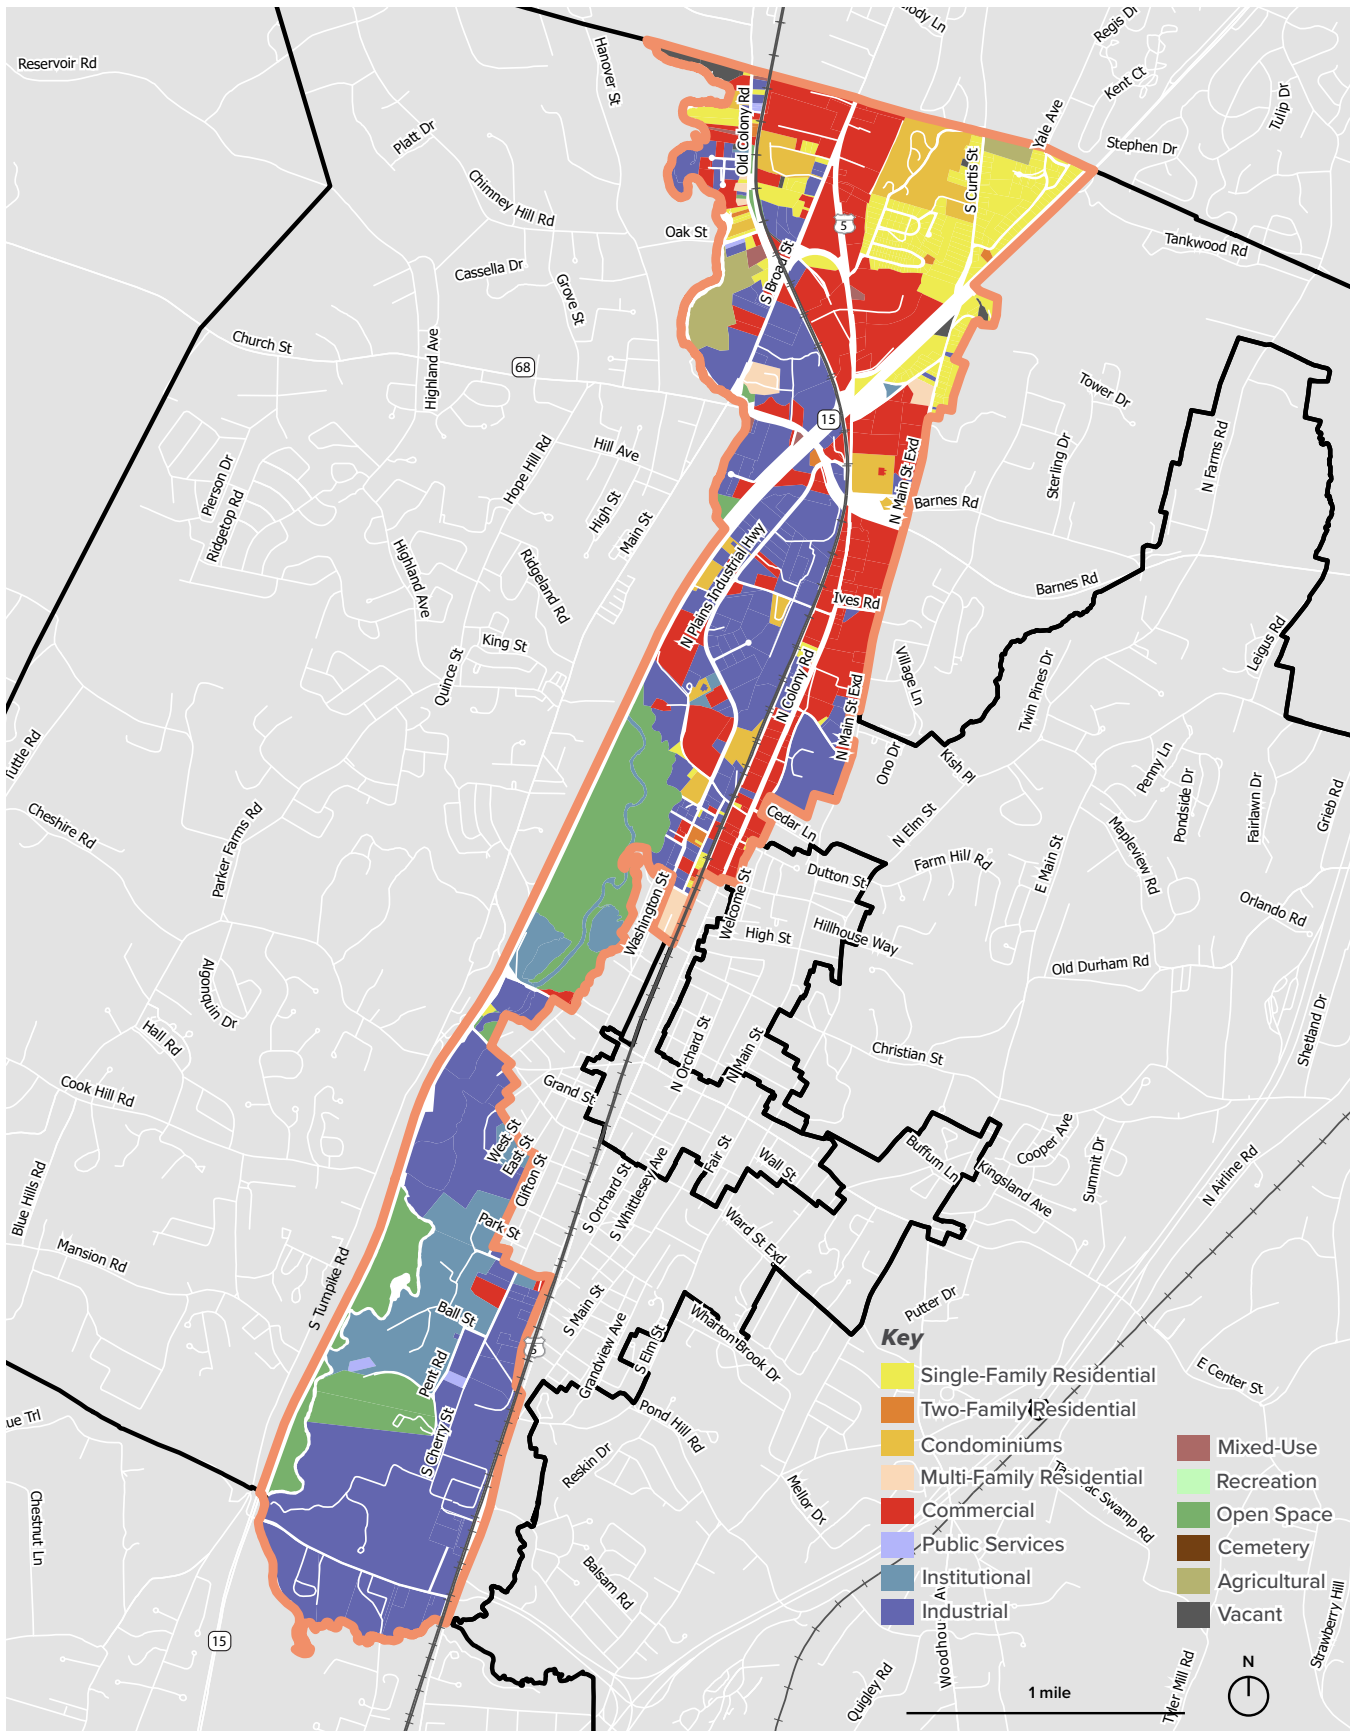 Reservoir Rd
Hanover St
Regis Dr
Kent Ct
Tulip Dr
Yale Ave
Stephen Dr
Old Colony Rd
Platt Dr
S Curtis St
Chimney Hill Rd
Oak St
5
Tankwood Rd
Cassella Dr
S Broad St
Grove St
Church St
Highland Ave
68
Tower Dr
15
Hill Ave
N Farms Rd
Hope Hill Rd
Sterling Dr
N Main St Exd
Pierson Dr
High St
Barnes Rd
Ridgetop Rd
Main St
N Plains Industrial Hwy
Highland Ave
Ridgeland Rd
Barnes Rd
Ives Rd
King St
Leigus Rd
Quince St
Village Ln
N Colony Rd
Twin Pines Dr
N Main St Exd
Tuttle Rd
Ono Dr
Kish Pl
Penny Ln
Pondside Dr
Fairlawn Dr
Grieb Rd
Cheshire Rd
Cedar Ln
N Elm St
Parker Farms Rd
Farm Hill Rd
E Main St
Mapleview Rd
Dutton St
Washington St
Welcome St
Orlando Rd
High St
Hillhouse Way
Old Durham Rd
Algonquin Dr
Hall Rd
N Orchard St
N Main St
Christian St
Shetland Dr
Cook Hill Rd
Grand St
West St
East St
Clifton St
Fair St
Wall St
Buffum Ln
Cooper Ave
Kingsland Ave
Summit Dr
N Airline Rd
Blue Hills Rd
S Orchard St
S Whittlesey Ave
Park St
Ward St Exd
Mansion Rd
S Turnpike Rd
S Main St
Ball St
Putter Dr
Wharton Brook Dr
Grandview Ave
S Elm St
5
Pent Rd
E Center St
S Cherry St
Pond Hill Rd
Reskin Dr
Mellor Dr
Chestnut Ln
Balsam Rd
Strawberry Hill
15
Quigley Rd
Tyler Mill Rd
Key
Single-Family Residential
Two-Family Residential
Condominiums
Multi-Family Residential
Commercial
Public Services
Institutional
Industrial
Mixed-Use
Recreation
Open Space
Cemetery
Agricultural
Vacant
N
1 mile